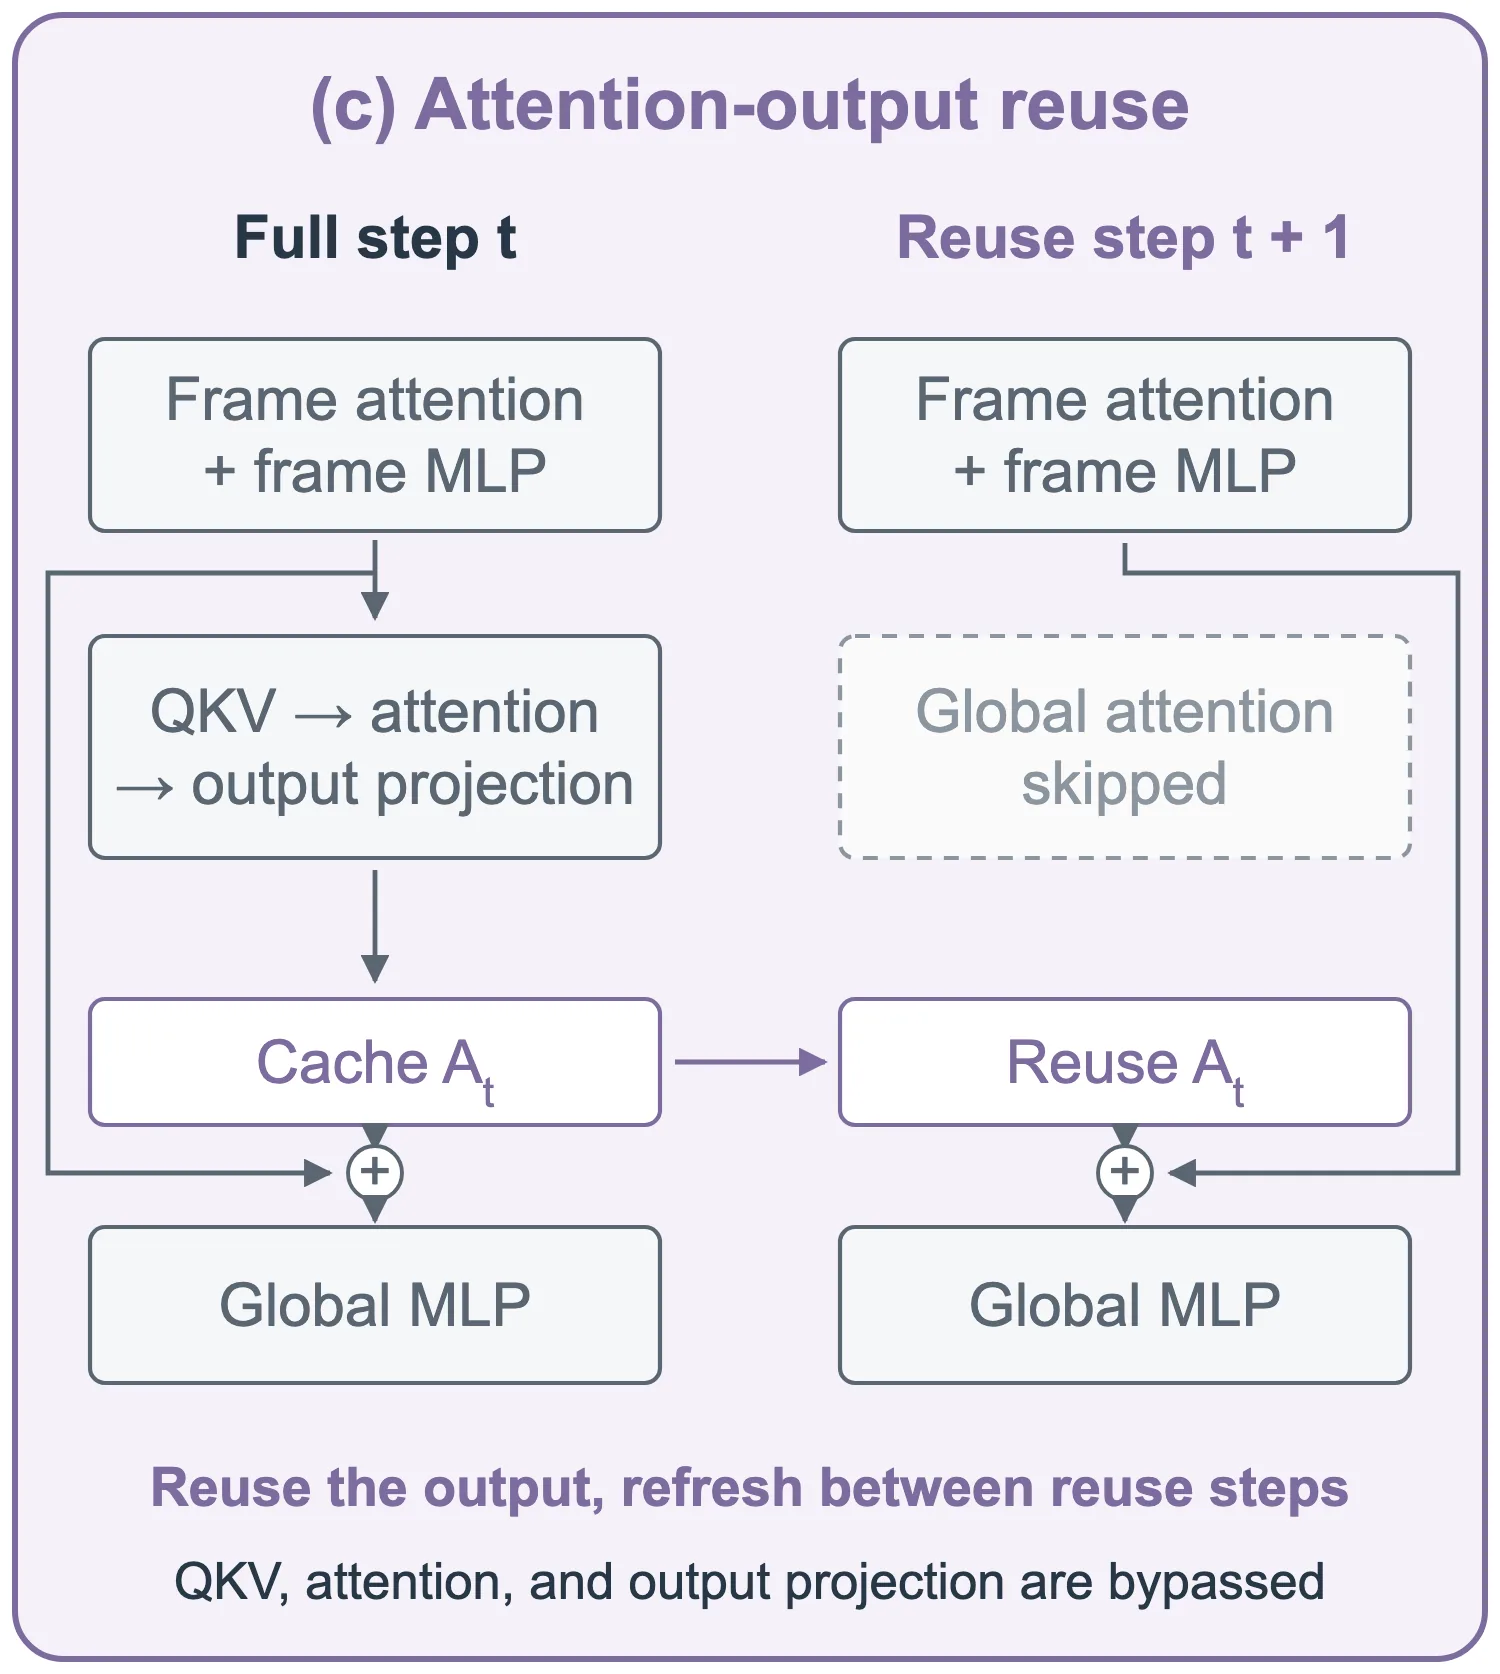 (c) Attention-output reuse
Full step t
Reuse step t + 1
Frame attention
+ frame MLP
Frame attention
+ frame MLP
QKV → attention
→ output projection
Global attention
skipped
Cache Aₜ
Reuse Aₜ
+
+
Global MLP
Global MLP
Reuse the output, refresh between reuse steps
QKV, attention, and output projection are bypassed